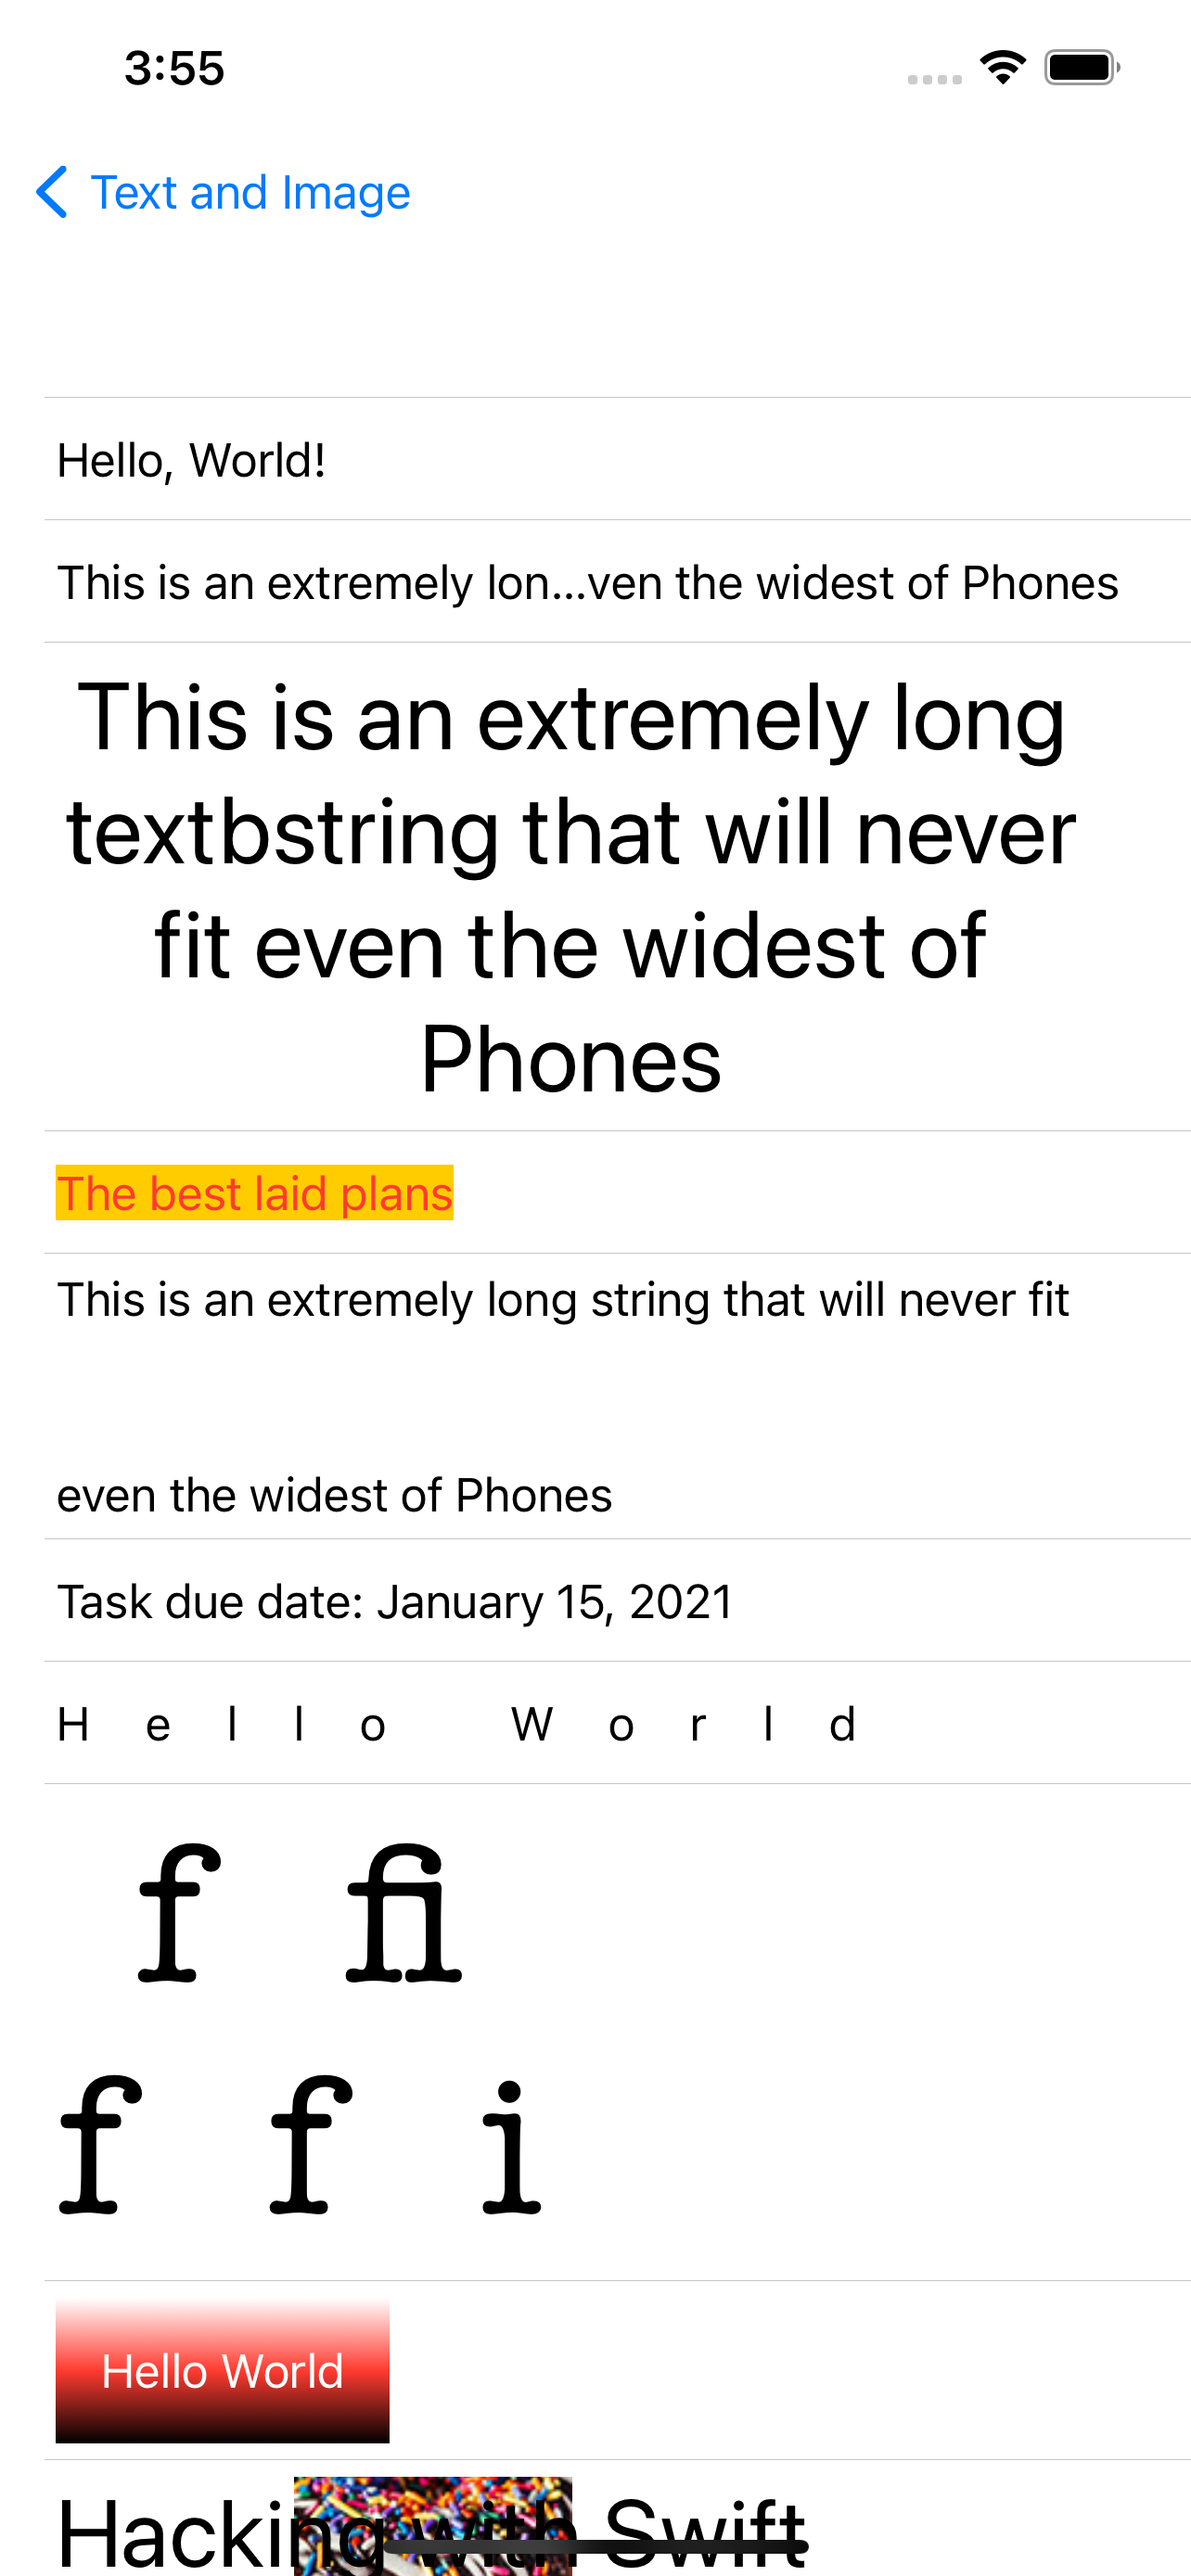 3:55
Text and Image
Hello, World!
This is an extremely lon...ven the widest of Phones
This is an extremely long
textbstring that will never
fit even the widest of
Phones
The best laid plans
This is an extremely long string that will never fit
even the widest of Phones
Task due date: January 15, 2021
H e l l o W o r l d
f fi
f f i
Hello World
Hacking with Swift